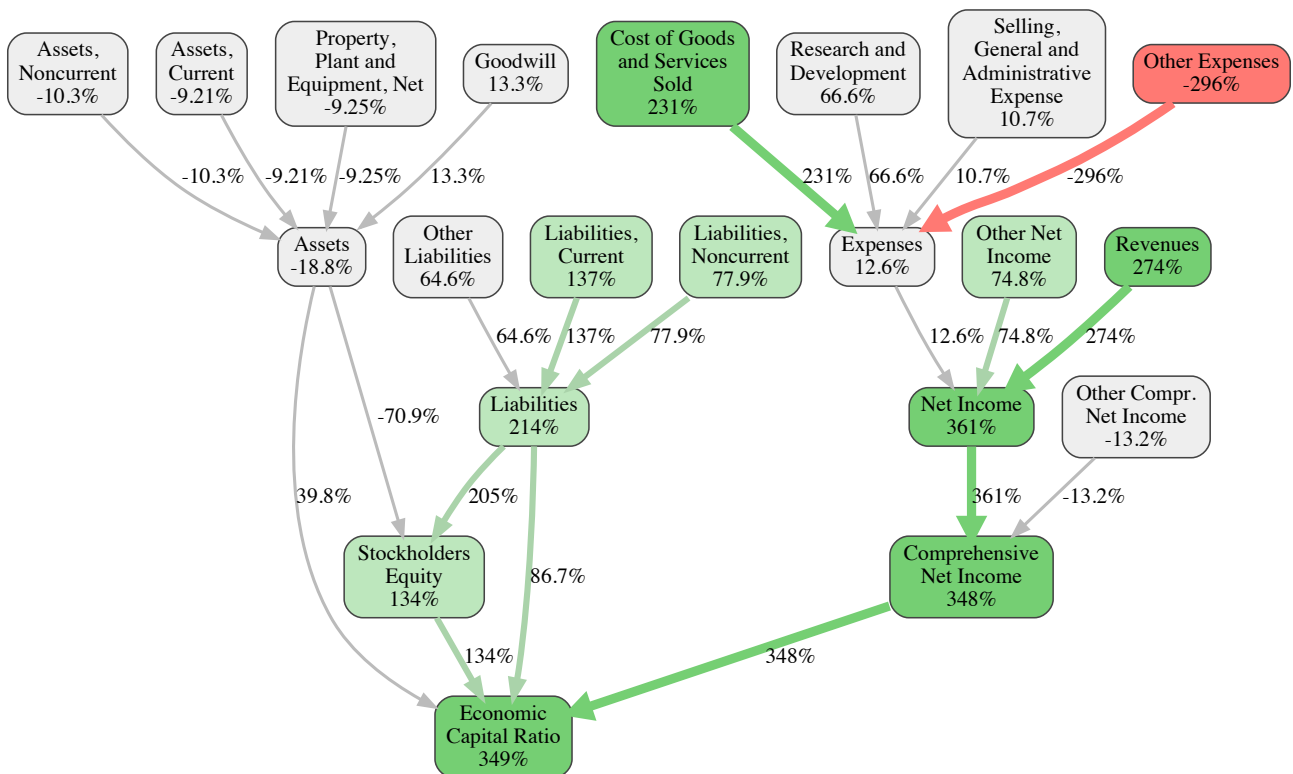 Assets,
Noncurrent
-10.3%
Assets,
Current
-9.21%
Property,
Plant and
Equipment, Net
-9.25%
Goodwill
13.3%
Cost of Goods
and Services
Sold
231%
Research and
Development
66.6%
Selling,
General and
Administrative
Expense
10.7%
Other Expenses
-296%
-10.3%
-9.21%
-9.25%
13.3%
231%
66.6%
10.7%
-296%
Assets
-18.8%
Other
Liabilities
64.6%
Liabilities,
Current
137%
Liabilities,
Noncurrent
77.9%
Expenses
12.6%
Other Net
Income
74.8%
Revenues
274%
64.6%
137%
77.9%
12.6%
74.8%
274%
-70.9%
Liabilities
214%
Net Income
361%
Other Compr.
Net Income
-13.2%
39.8%
205%
86.7%
361%
-13.2%
Stockholders
Equity
134%
Comprehensive
Net Income
348%
134%
348%
Economic
Capital Ratio
349%